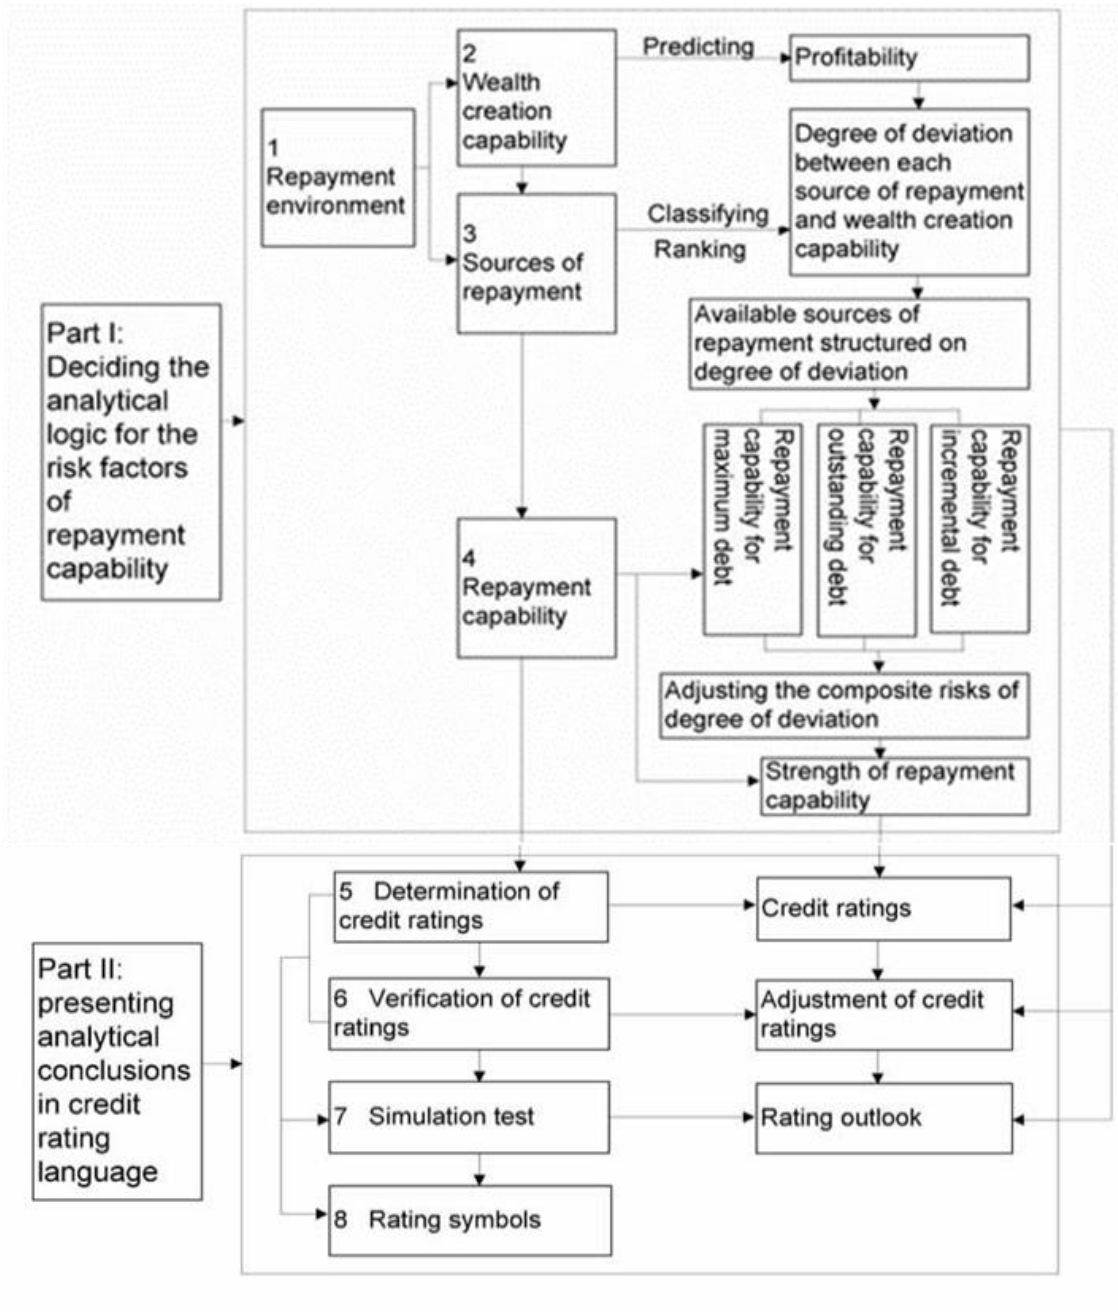 Part I:
Deciding the
analytical
logic for the
risk factors
of
repayment
capability
1
Repayment
environment
2
Wealth
creation
capability
3
Sources of
repayment
4
Repayment
capability
Predicting
Classifying
Ranking
Profitability
Degree of deviation
between each
source of repayment
and wealth creation
capability
Available sources of
repayment structured on
degree of deviation
Repayment
capability for
maximum debt
Repayment
capability for
outstanding debt
Repayment
capability for
incremental debt
Adjusting the composite risks of
degree of deviation
Strength of repayment
capability
Part II:
presenting
analytical
conclusions
in credit
rating
language
5 Determination of
credit ratings
6 Verification of credit
ratings
7 Simulation test
8 Rating symbols
Credit ratings
Adjustment of credit
ratings
Rating outlook